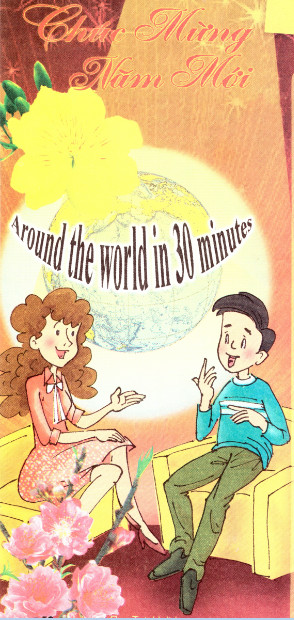 Chúc Mừng
Năm Mới
Around the world in 30 minutes